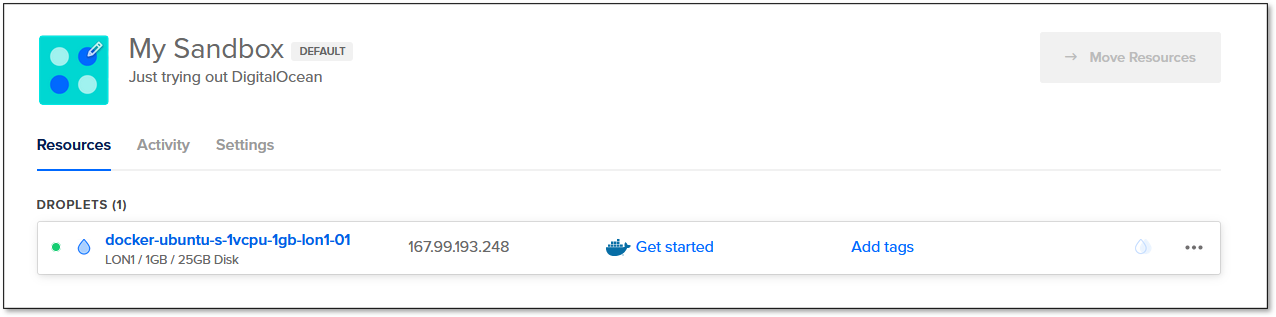 My Sandbox DEFAULT
Just trying out DigitalOcean
→ Move Resources
Resources Activity Settings
DROPLETS (1)
docker-ubuntu-s-1vcpu-1gb-lon1-01 167.99.193.248 Get started Add tags
LON1 / 1GB / 25GB Disk